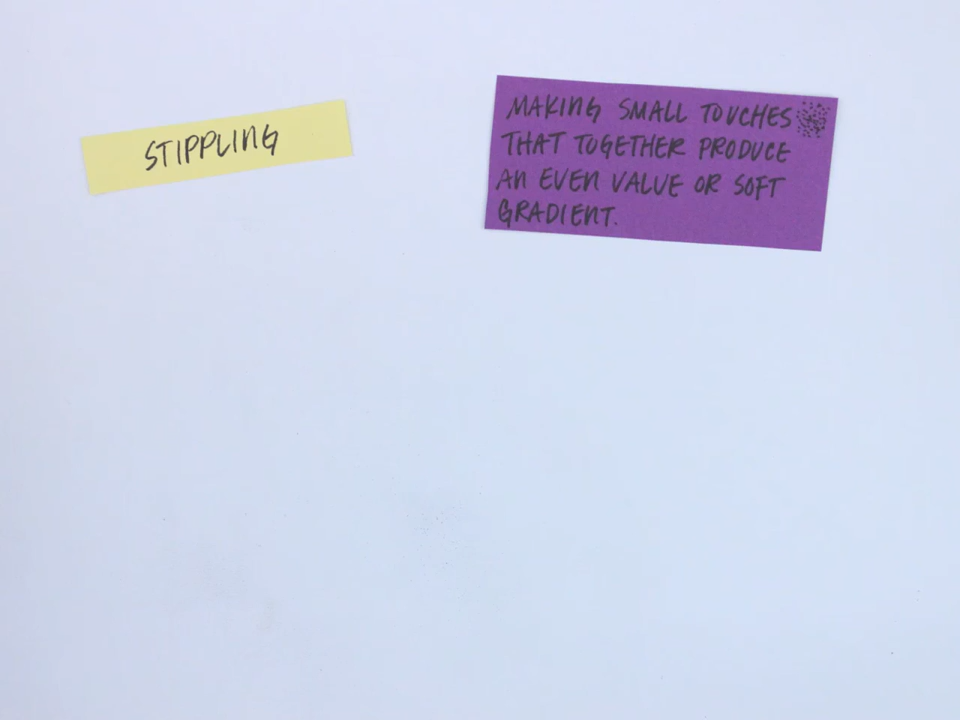 STIPPLING
MAKING SMALL TOUCHES
THAT TOGETHER PRODUCE
AN EVEN VALUE OR SOFT
GRADIENT.